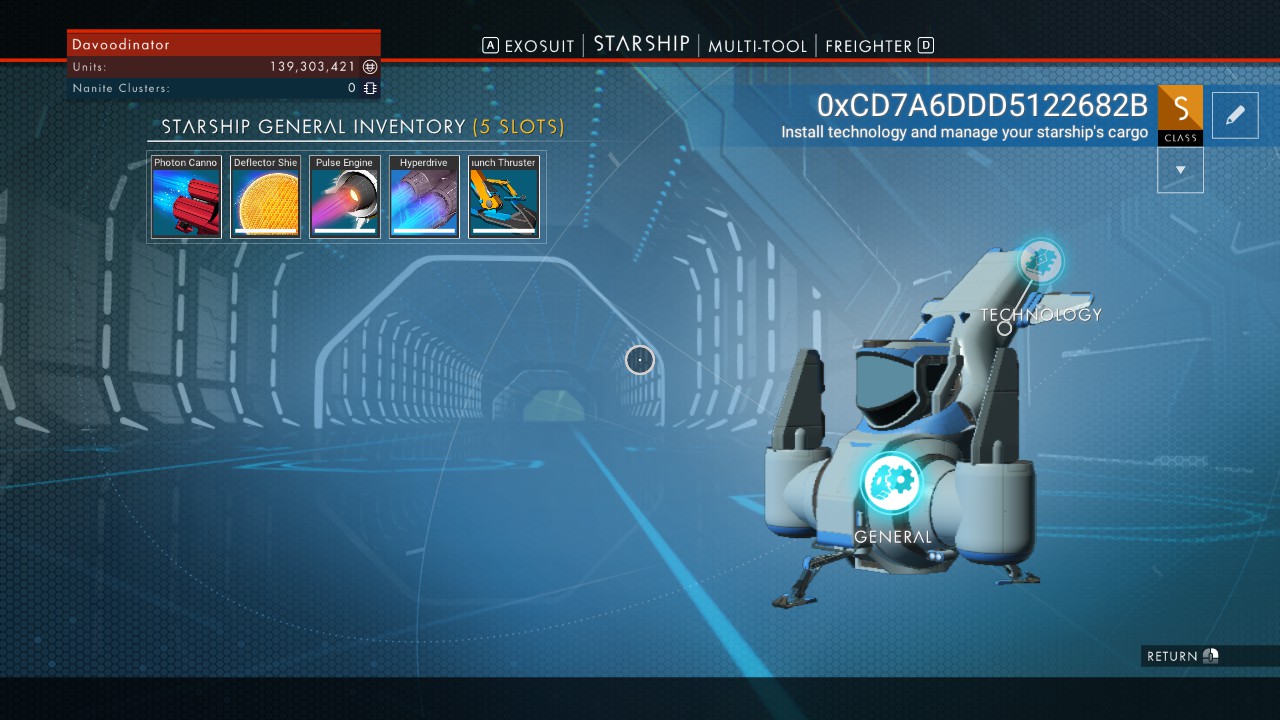 Davoodinator
Units: 139,303,421
Nanite Clusters: 0
A EXOSUIT STARSHIP MULTI-TOOL FREIGHTER D
0xCD7A6DDD5122682B
Install technology and manage your starship's cargo
S
CLASS
STARSHIP GENERAL INVENTORY (5 SLOTS)
Photon Canno Deflector Shie Pulse Engine Hyperdrive unch Thruster
TECHNOLOGY
GENERAL
RETURN